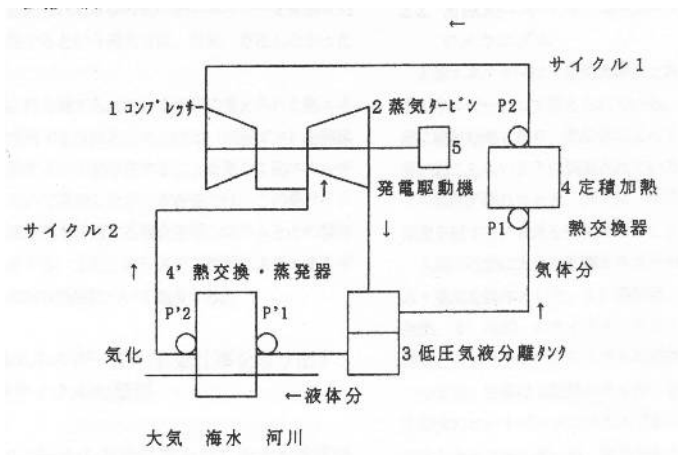 ←
サイクル1
1 コンプレッサー
2 蒸気タービン
P2
5
発電駆動機
4 定積加熱
熱交換器
P1
サイクル2
↑
↓
↑
4' 熱交換・蒸発器
気体分
↑
P'2
P'1
気化
3 低圧気液分離タンク
←液体分
大気 海水 河川